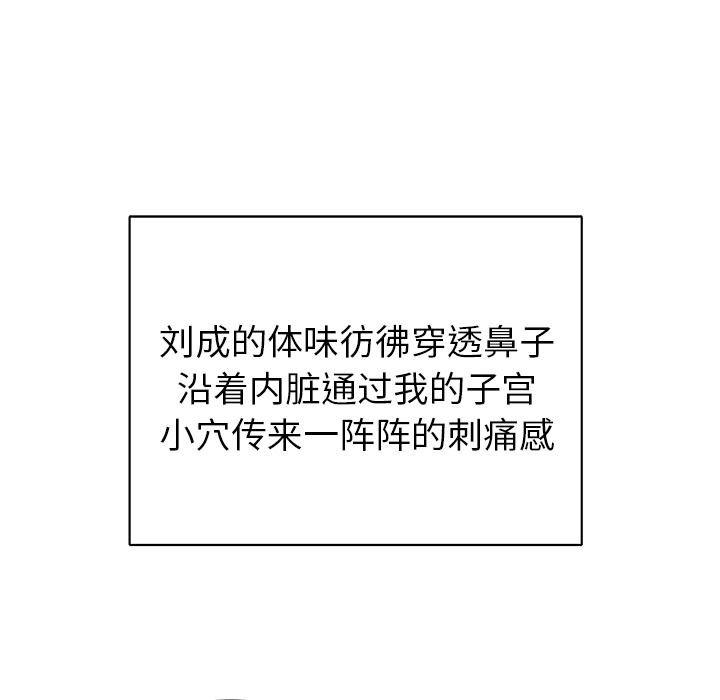 刘成的体味彷彿穿透鼻子
沿着内脏通过我的子宫
小穴传来一阵阵的刺痛感